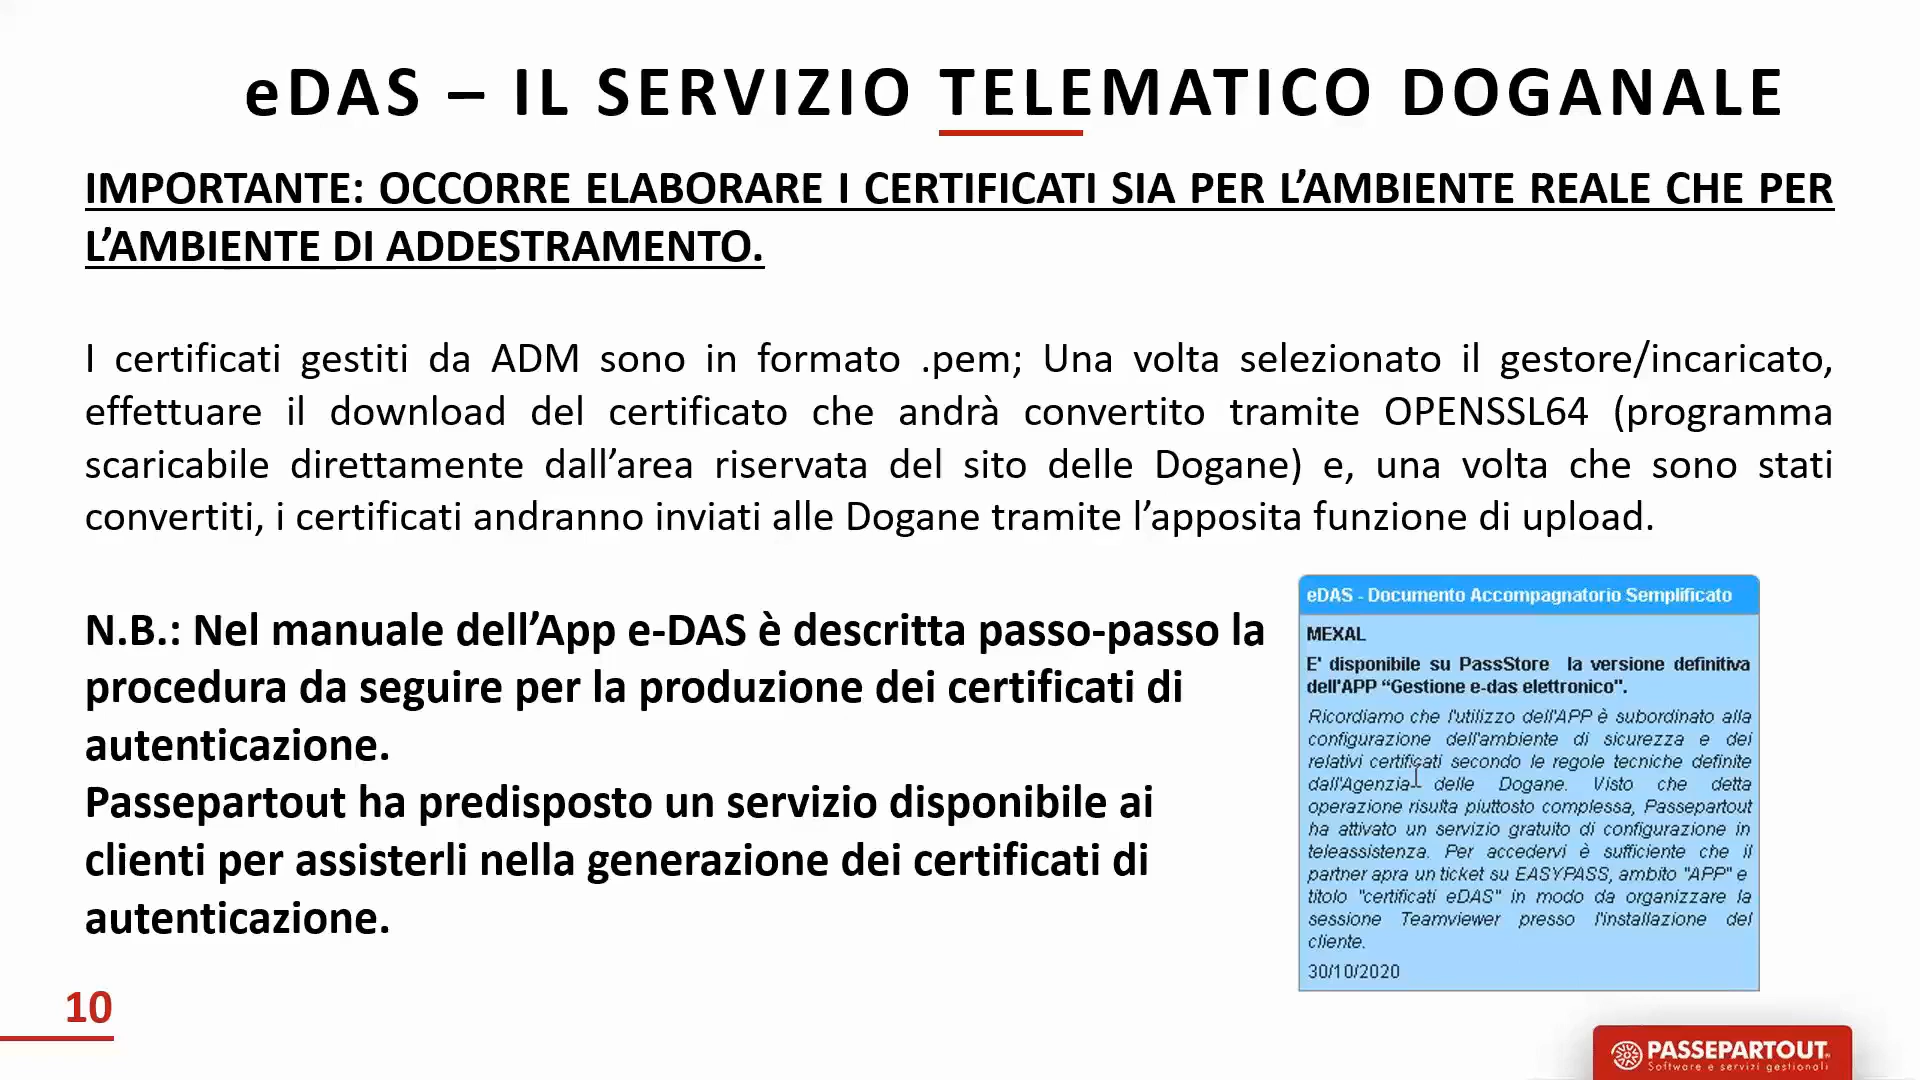 eDAS – IL SERVIZIO TELEMATICO DOGANALE
IMPORTANTE: OCCORRE ELABORARE I CERTIFICATI SIA PER L’AMBIENTE REALE CHE PER
L’AMBIENTE DI ADDESTRAMENTO.
I certificati gestiti da ADM sono in formato .pem; Una volta selezionato il gestore/incaricato,
effettuare il download del certificato che andrà convertito tramite OPENSSL64 (programma
scaricabile direttamente dall’area riservata del sito delle Dogane) e, una volta che sono stati
convertiti, i certificati andranno inviati alle Dogane tramite l’apposita funzione di upload.
N.B.: Nel manuale dell’App e-DAS è descritta passo-passo la
procedura da seguire per la produzione dei certificati di
autenticazione.
Passepartout ha predisposto un servizio disponibile ai
clienti per assisterli nella generazione dei certificati di
autenticazione.
eDAS - Documento Accompagnatorio Semplificato
MEXAL
E' disponibile su PassStore la versione definitiva
dell'APP “Gestione e-das elettronico".
Ricordiamo che l'utilizzo dell'APP è subordinato alla
configurazione dell'ambiente di sicurezza e dei
relativi certificati secondo le regole tecniche definite
dall'Agenzia delle Dogane. Visto che detta
operazione risulta piuttosto complessa, Passepartout
ha attivato un servizio gratuito di configurazione in
teleassistenza. Per accedervi è sufficiente che il
partner apra un ticket su EASYPASS, ambito "APP" e
titolo "certificati eDAS" in modo da organizzare la
sessione Teamviewer presso l'installazione del
cliente.
30/10/2020
10
PASSEPARTOUT
Software e servizi gestionali